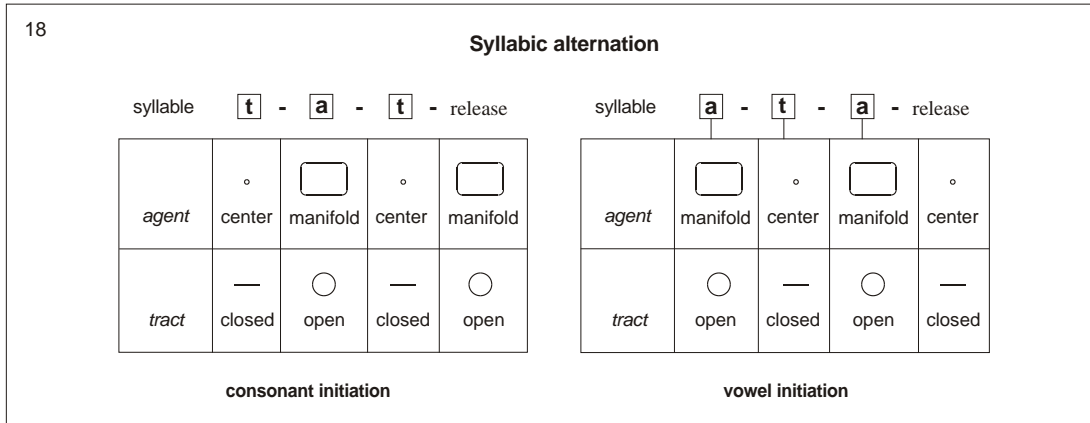 18
Syllabic alternation
syllable t - a - t - release
agent center manifold center manifold
tract closed open closed open
consonant initiation
syllable a - t - a - release
agent manifold center manifold center
tract open closed open closed
vowel initiation